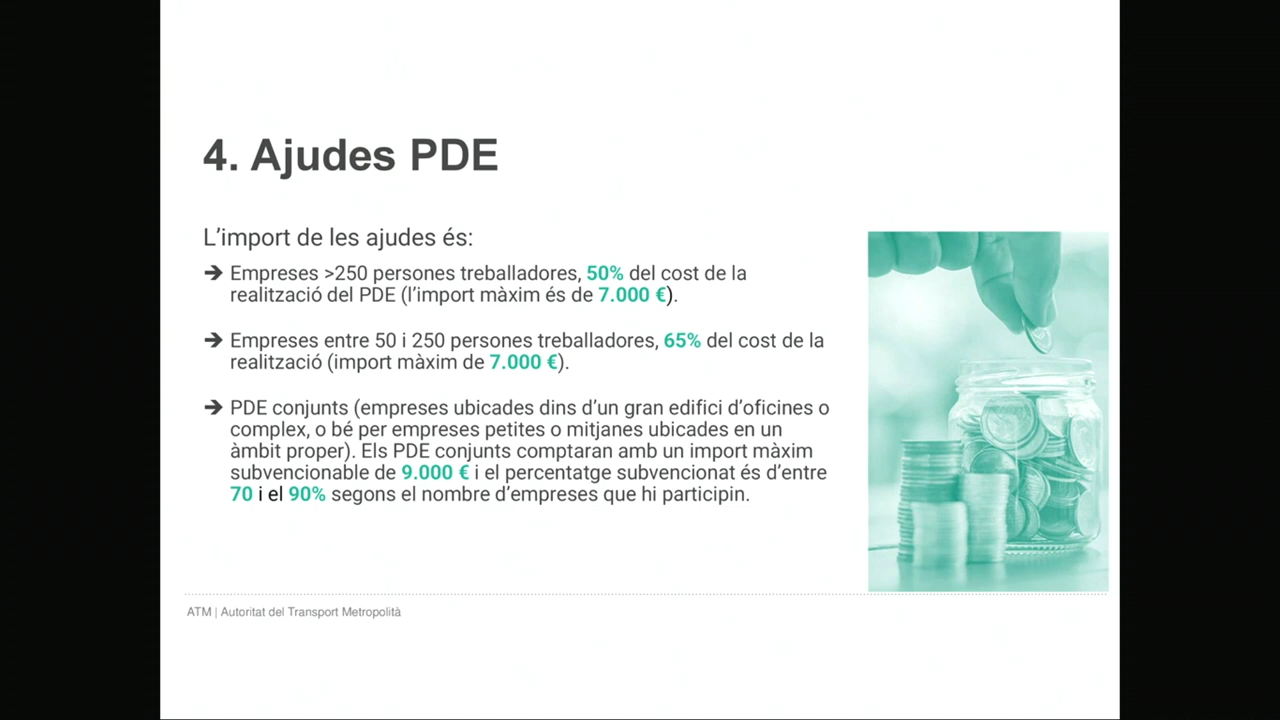 4. Ajudes PDE
L’import de les ajudes és:
➔ Empreses >250 persones treballadores, 50% del cost de la
realització del PDE (l’import màxim és de 7.000 €).
➔ Empreses entre 50 i 250 persones treballadores, 65% del cost de la
realització (import màxim de 7.000 €).
➔ PDE conjunts (empreses ubicades dins d’un gran edifici d’oficines o
complex, o bé per empreses petites o mitjanes ubicades en un
àmbit proper). Els PDE conjunts comptaran amb un import màxim
subvencionable de 9.000 € i el percentatge subvencionat és d’entre
70 i el 90% segons el nombre d’empreses que hi participin.
ATM | Autoritat del Transport Metropolità